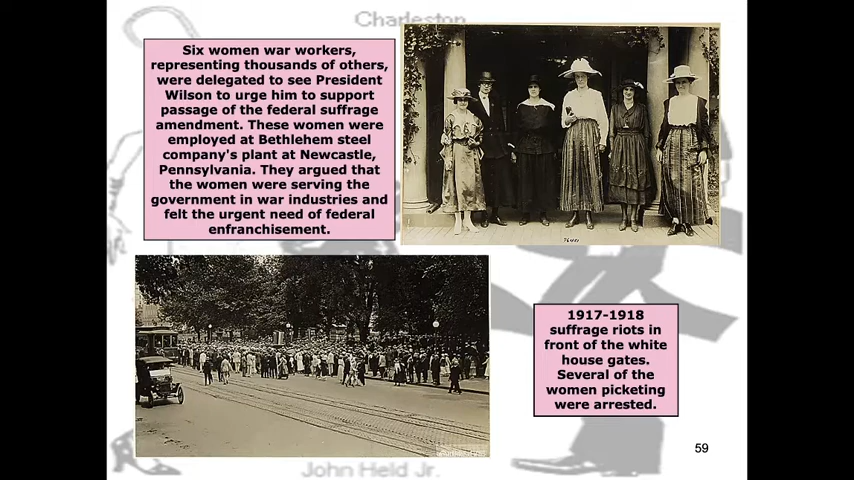 Charleston
Six women war workers,
representing thousands of others,
were delegated to see President
Wilson to urge him to support
passage of the federal suffrage
amendment. These women were
employed at Bethlehem steel
company's plant at Newcastle,
Pennsylvania. They argued that
the women were serving the
government in war industries and
felt the urgent need of federal
enfranchisement.
1917-1918
suffrage riots in
front of the white
house gates.
Several of the
women picketing
were arrested.
59
John Held Jr.